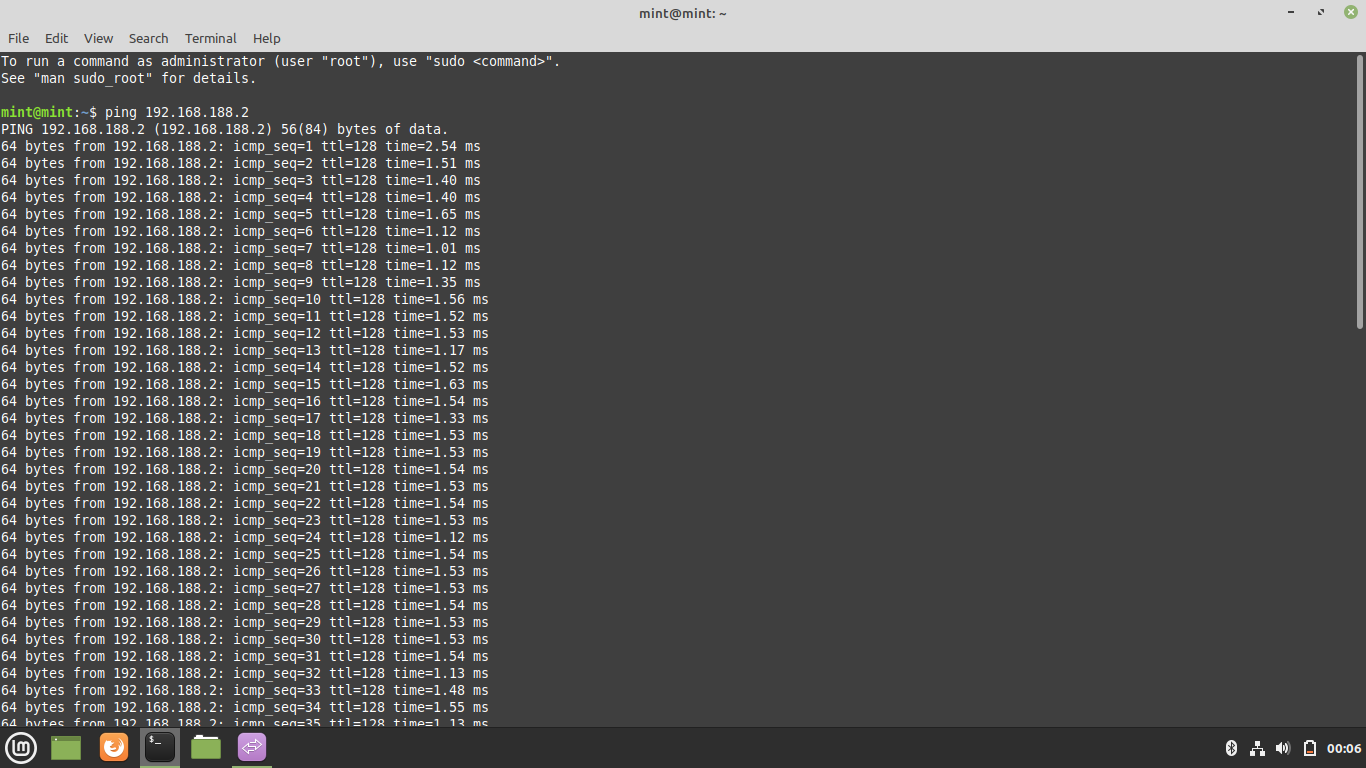 mint@mint: ~
File Edit View Search Terminal Help
To run a command as administrator (user "root"), use "sudo <command>".
See "man sudo_root" for details.
mint@mint:~$ ping 192.168.188.2
PING 192.168.188.2 (192.168.188.2) 56(84) bytes of data.
64 bytes from 192.168.188.2: icmp_seq=1 ttl=128 time=2.54 ms
64 bytes from 192.168.188.2: icmp_seq=2 ttl=128 time=1.51 ms
64 bytes from 192.168.188.2: icmp_seq=3 ttl=128 time=1.40 ms
64 bytes from 192.168.188.2: icmp_seq=4 ttl=128 time=1.40 ms
64 bytes from 192.168.188.2: icmp_seq=5 ttl=128 time=1.65 ms
64 bytes from 192.168.188.2: icmp_seq=6 ttl=128 time=1.12 ms
64 bytes from 192.168.188.2: icmp_seq=7 ttl=128 time=1.01 ms
64 bytes from 192.168.188.2: icmp_seq=8 ttl=128 time=1.12 ms
64 bytes from 192.168.188.2: icmp_seq=9 ttl=128 time=1.35 ms
64 bytes from 192.168.188.2: icmp_seq=10 ttl=128 time=1.56 ms
64 bytes from 192.168.188.2: icmp_seq=11 ttl=128 time=1.52 ms
64 bytes from 192.168.188.2: icmp_seq=12 ttl=128 time=1.53 ms
64 bytes from 192.168.188.2: icmp_seq=13 ttl=128 time=1.17 ms
64 bytes from 192.168.188.2: icmp_seq=14 ttl=128 time=1.52 ms
64 bytes from 192.168.188.2: icmp_seq=15 ttl=128 time=1.63 ms
64 bytes from 192.168.188.2: icmp_seq=16 ttl=128 time=1.54 ms
64 bytes from 192.168.188.2: icmp_seq=17 ttl=128 time=1.33 ms
64 bytes from 192.168.188.2: icmp_seq=18 ttl=128 time=1.53 ms
64 bytes from 192.168.188.2: icmp_seq=19 ttl=128 time=1.53 ms
64 bytes from 192.168.188.2: icmp_seq=20 ttl=128 time=1.54 ms
64 bytes from 192.168.188.2: icmp_seq=21 ttl=128 time=1.53 ms
64 bytes from 192.168.188.2: icmp_seq=22 ttl=128 time=1.54 ms
64 bytes from 192.168.188.2: icmp_seq=23 ttl=128 time=1.53 ms
64 bytes from 192.168.188.2: icmp_seq=24 ttl=128 time=1.12 ms
64 bytes from 192.168.188.2: icmp_seq=25 ttl=128 time=1.54 ms
64 bytes from 192.168.188.2: icmp_seq=26 ttl=128 time=1.53 ms
64 bytes from 192.168.188.2: icmp_seq=27 ttl=128 time=1.53 ms
64 bytes from 192.168.188.2: icmp_seq=28 ttl=128 time=1.54 ms
64 bytes from 192.168.188.2: icmp_seq=29 ttl=128 time=1.53 ms
64 bytes from 192.168.188.2: icmp_seq=30 ttl=128 time=1.53 ms
64 bytes from 192.168.188.2: icmp_seq=31 ttl=128 time=1.54 ms
64 bytes from 192.168.188.2: icmp_seq=32 ttl=128 time=1.13 ms
64 bytes from 192.168.188.2: icmp_seq=33 ttl=128 time=1.48 ms
64 bytes from 192.168.188.2: icmp_seq=34 ttl=128 time=1.55 ms
64 bytes from 192.168.188.2: icmp_seq=35 ttl=128 time=1.13 ms
00:06